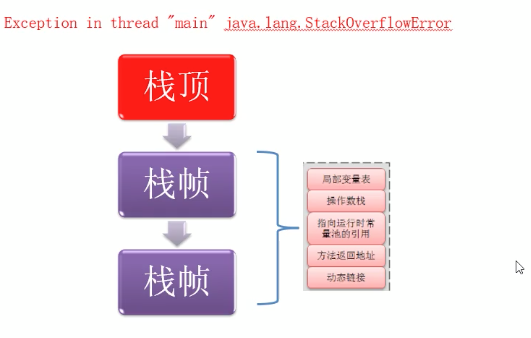 Exception in thread "main" java.lang.StackOverflowError
栈顶
栈帧
栈帧
局部变量表
操作数栈
指向运行时常
量池的引用
方法返回地址
动态链接